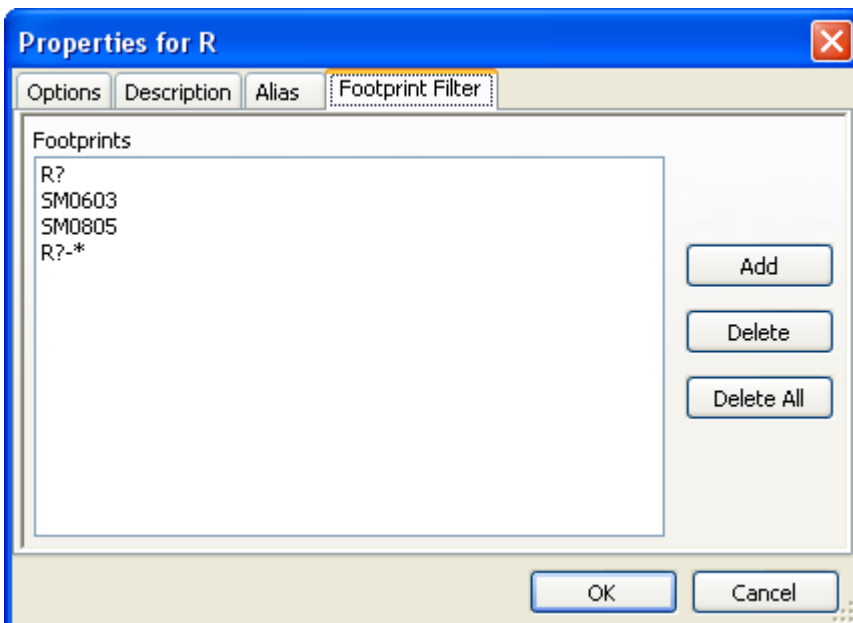 Properties for R
Options Description Alias Footprint Filter
Footprints
R?
SM0603
SM0805
R?-*
Add
Delete
Delete All
OK Cancel